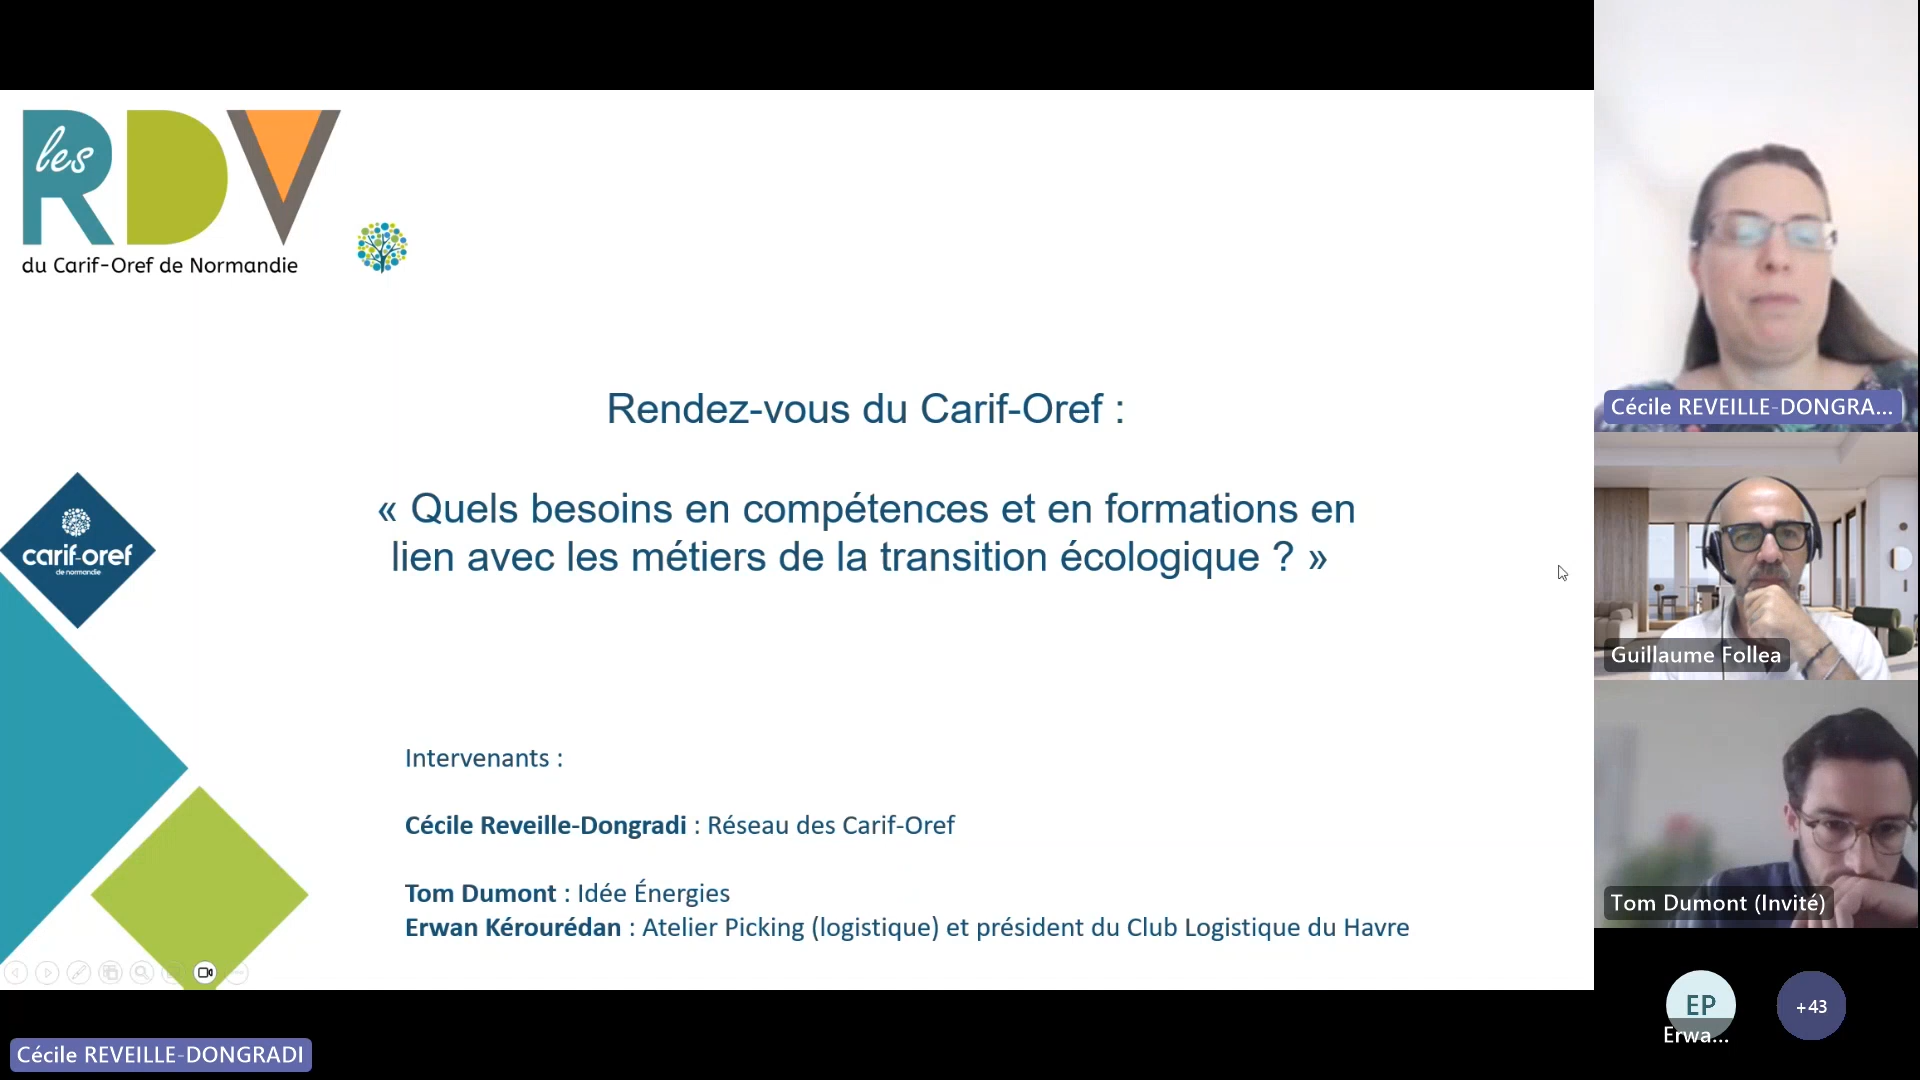 les
RDV
du Carif-Oref de Normandie
Rendez-vous du Carif-Oref :
« Quels besoins en compétences et en formations en
lien avec les métiers de la transition écologique ? »
carif-oref
de normandie
Intervenants :
Cécile Reveille-Dongradi : Réseau des Carif-Oref
Tom Dumont : Idée Énergies
Erwan Kérourédan : Atelier Picking (logistique) et président du Club Logistique du Havre
Cécile REVEILLE-DONGRADI
Cécile REVEILLE-DONGRA...
Guillaume Follea
Tom Dumont (Invité)
EP
Erwa...
+43